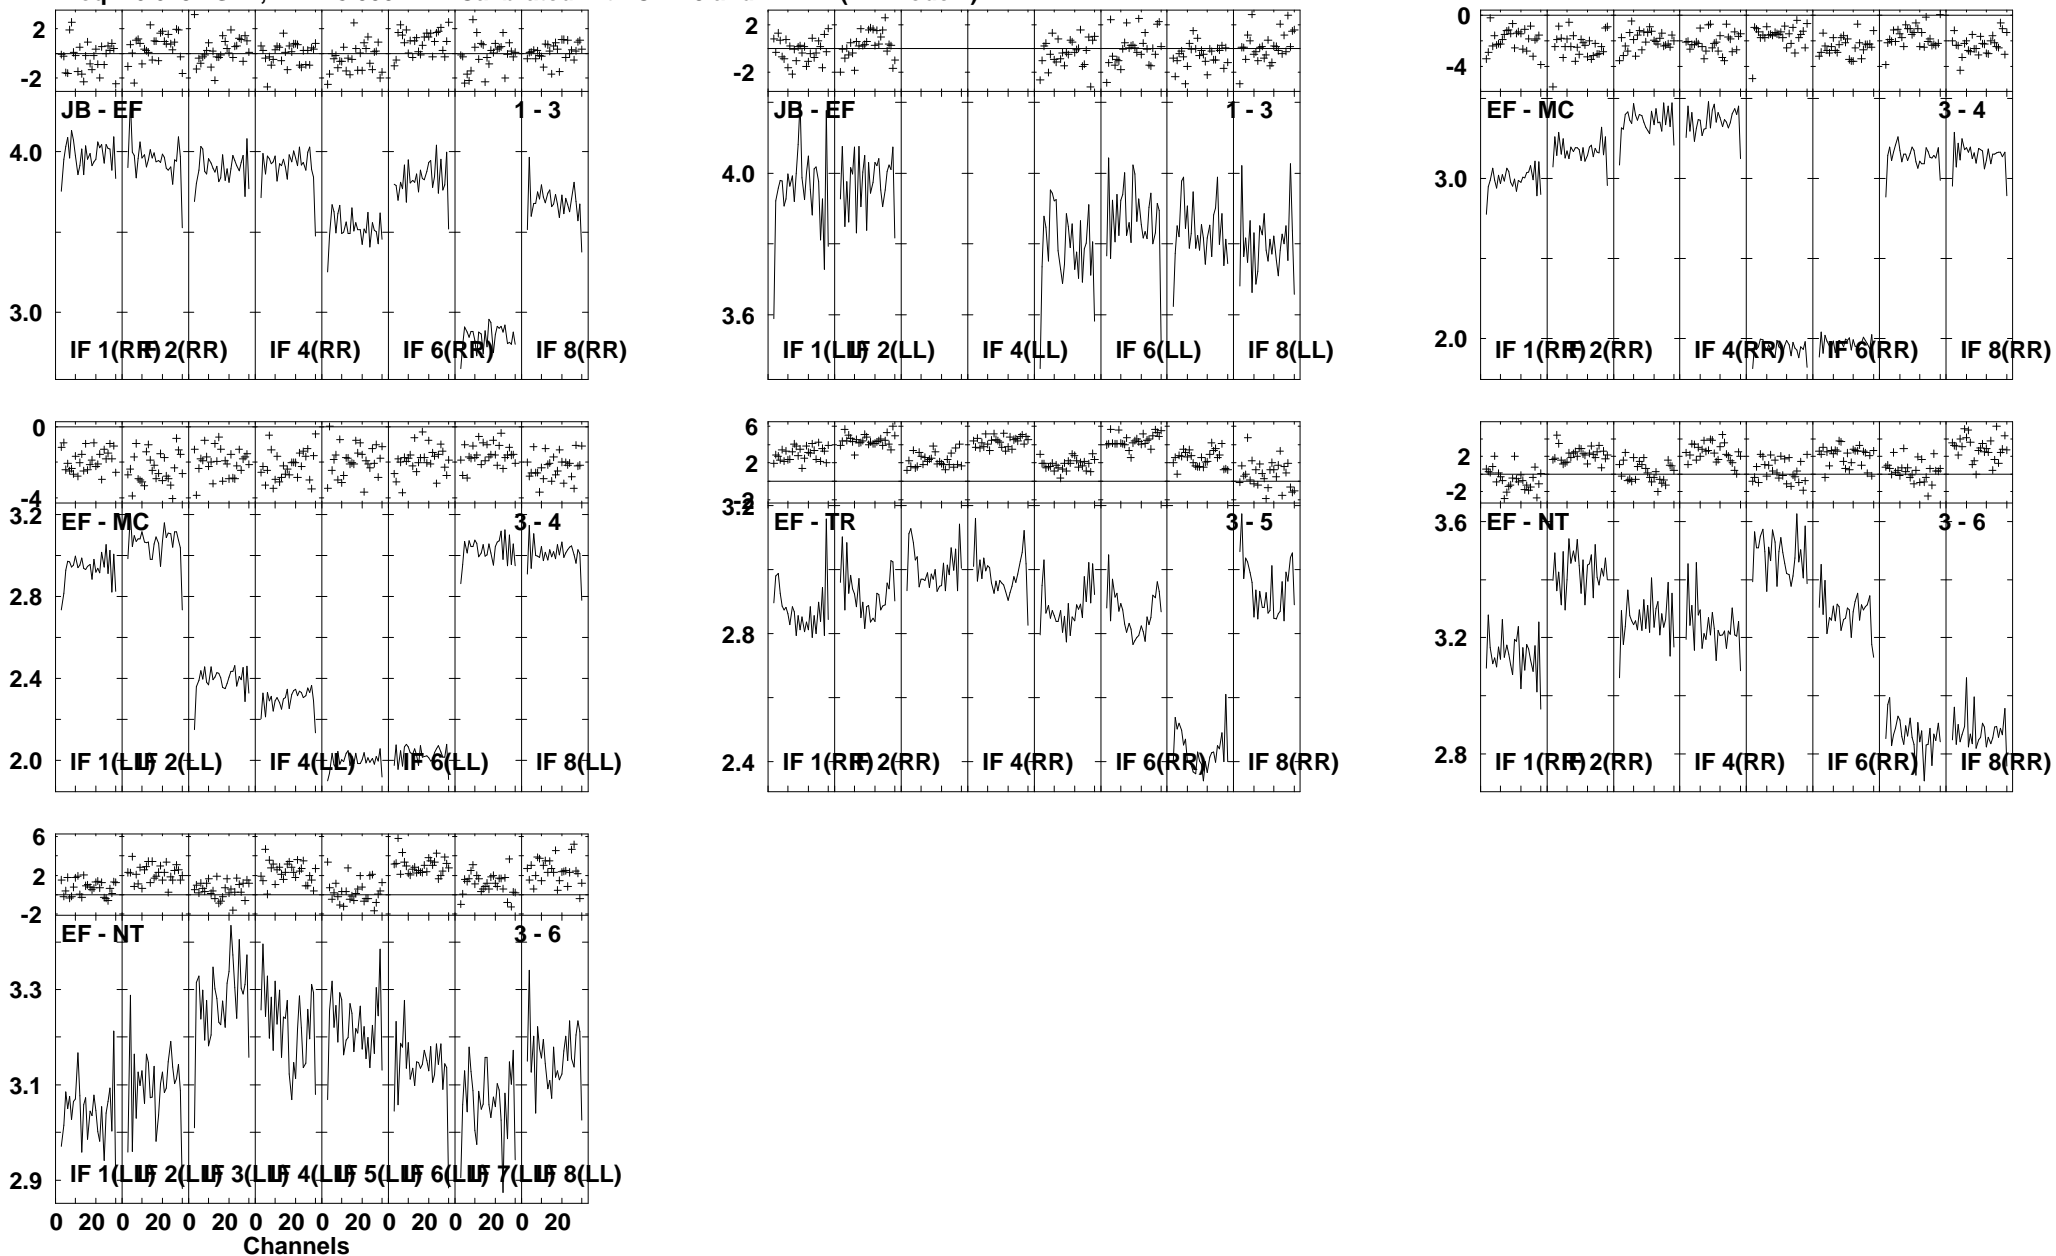 2
-2
JB - EF 1 - 3
4.0
3.0
IF 1(RR) IF 2(RR) IF 4(RR) IF 6(RR) IF 8(RR)
2
-2
JB - EF 1 - 3
4.0
3.6
IF 1(LL) IF 2(LL) IF 4(LL) IF 6(LL) IF 8(LL)
0
-4
EF - MC 3 - 4
3.0
2.0
IF 1(RR) IF 2(RR) IF 4(RR) IF 6(RR) IF 8(RR)
0
-4
3.2
EF - MC 3 - 4
2.8
2.4
2.0
IF 1(LL) IF 2(LL) IF 4(LL) IF 6(LL) IF 8(LL)
6
2
-2
3.2
EF - TR 3 - 5
2.8
2.4
IF 1(RR) IF 2(RR) IF 4(RR) IF 6(RR) IF 8(RR)
2
-2
EF - NT 3 - 6
3.6
3.2
2.8
IF 1(RR) IF 2(RR) IF 4(RR) IF 6(RR) IF 8(RR)
6
2
-2
EF - NT 3 - 6
3.3
3.1
2.9
IF 1(LL) IF 2(LL) IF 3(LL) IF 4(LL) IF 5(LL) IF 6(LL) IF 7(LL) IF 8(LL)
0 20 0 20 0 20 0 20 0 20 0 20 0 20 0 20
Channels